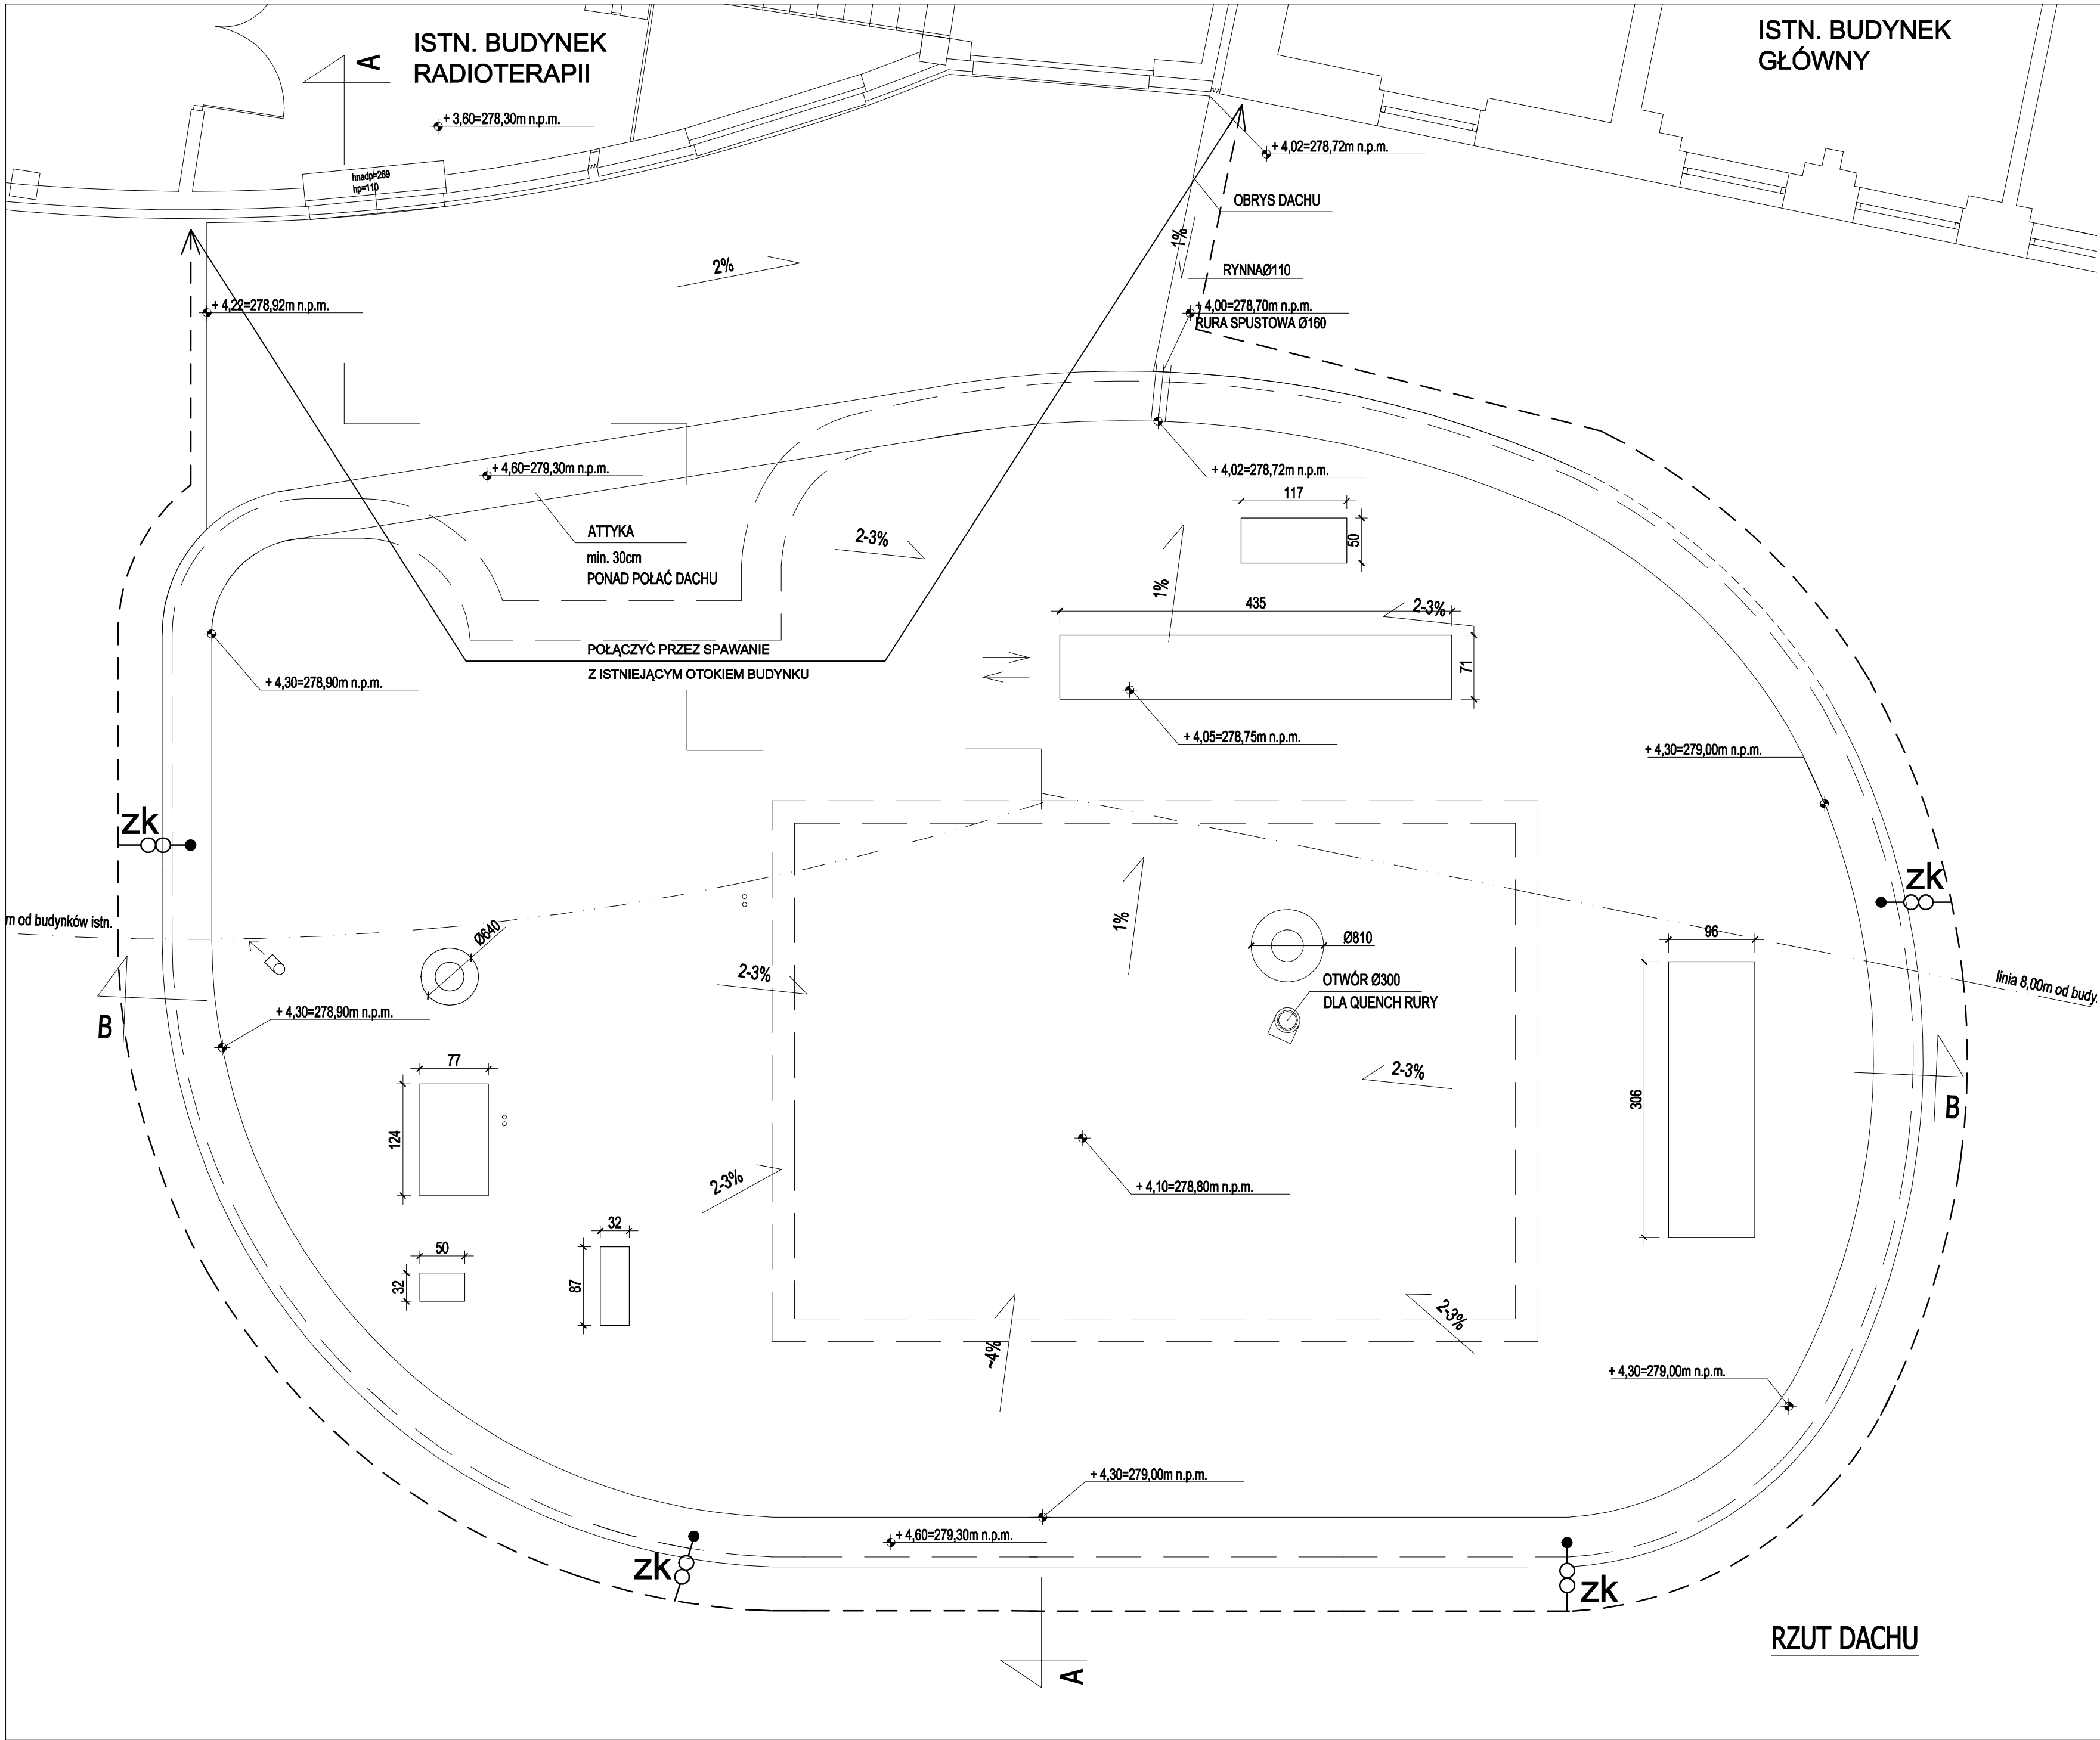 ISTN. BUDYNEK
RADIOTERAPII
A
+ 3,60=278,30m n.p.m.
hnadp=269
hp=110
ISTN. BUDYNEK
GŁÓWNY
+ 4,02=278,72m n.p.m.
OBRYS DACHU
1%
RYNNAØ110
2%
+ 4,22=278,92m n.p.m.
+ 4,00=278,70m n.p.m.
RURA SPUSTOWA Ø160
+ 4,60=279,30m n.p.m.
+ 4,02=278,72m n.p.m.
117
50
ATTYKA
min. 30cm
PONAD POŁAĆ DACHU
2-3%
1%
435
2-3%
71
POŁĄCZYĆ PRZEZ SPAWANIE
Z ISTNIEJĄCYM OTOKIEM BUDYNKU
+ 4,30=278,90m n.p.m.
+ 4,05=278,75m n.p.m.
+ 4,30=279,00m n.p.m.
zk
zk
m od budynków istn.
Ø640
1%
Ø810
96
2-3%
OTWÓR Ø300
DLA QUENCH RURY
linia 8,00m od budy.
B
+ 4,30=278,90m n.p.m.
77
124
2-3%
306
B
2-3%
+ 4,10=278,80m n.p.m.
32
50
32
87
2-3%
~4%
+ 4,30=279,00m n.p.m.
+ 4,30=279,00m n.p.m.
+ 4,60=279,30m n.p.m.
zk
zk
RZUT DACHU
A